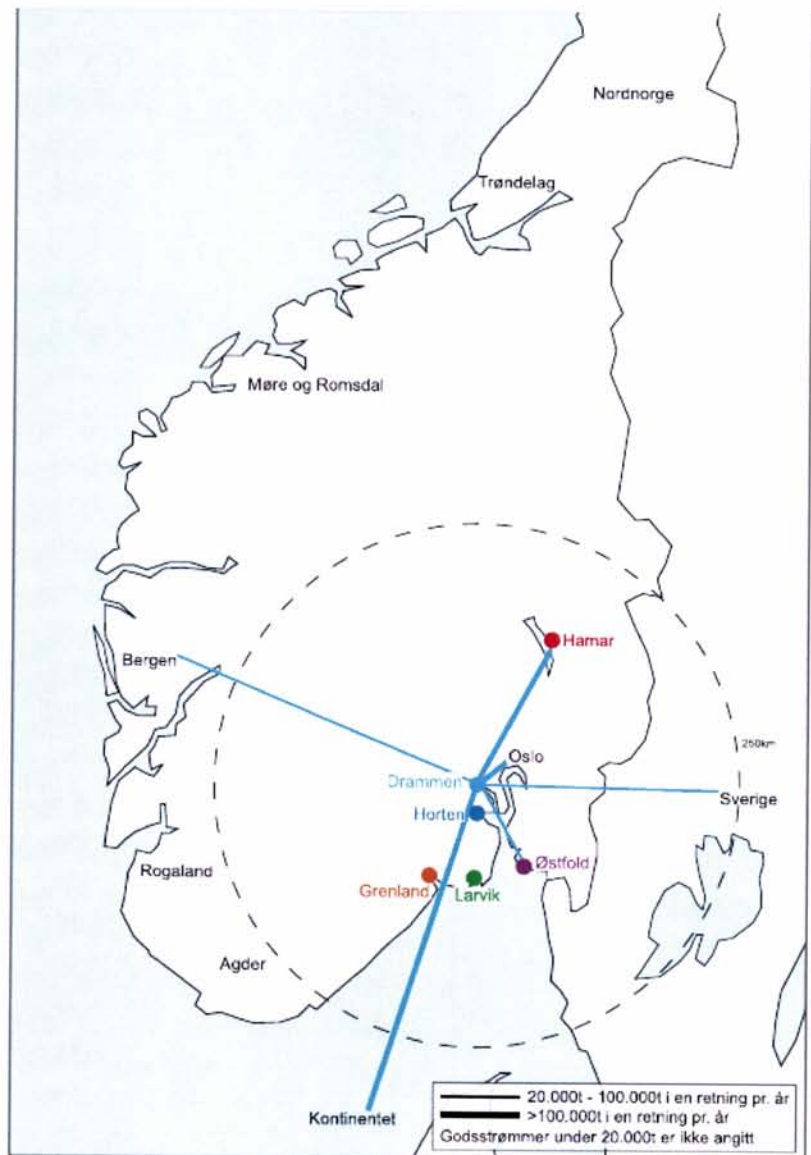 Nordnorge
Trøndelag
Møre og Romsdal
Hamar
Bergen
250km
Oslo
Drammen
Sverige
Horten
Østfold
Rogaland
Grenland
Larvik
Agder
Kontinentet
20.000t - 100.000t i en retning pr. år
>100.000t i en retning pr. år
Godsstrømmer under 20.000t er ikke angitt